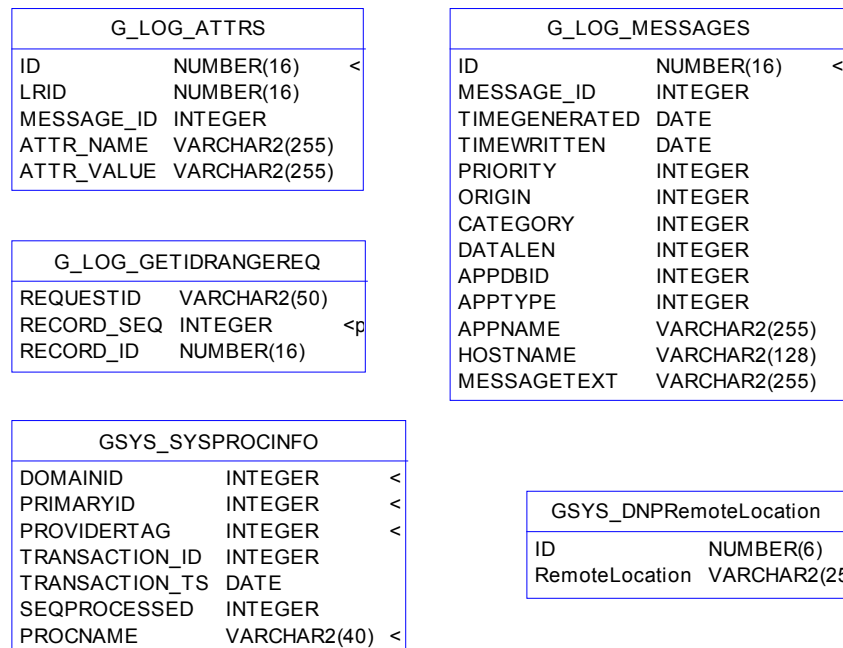 G_LOG_ATTRS
ID NUMBER(16) <
LRID NUMBER(16)
MESSAGE_ID INTEGER
ATTR_NAME VARCHAR2(255)
ATTR_VALUE VARCHAR2(255)
G_LOG_GETIDRANGEREQ
REQUESTID VARCHAR2(50)
RECORD_SEQ INTEGER <p
RECORD_ID NUMBER(16)
GSYS_SYSPROCINFO
DOMAINID INTEGER <
PRIMARYID INTEGER <
PROVIDERTAG INTEGER <
TRANSACTION_ID INTEGER
TRANSACTION_TS DATE
SEQPROCESSED INTEGER
PROCNAME VARCHAR2(40) <
G_LOG_MESSAGES
ID NUMBER(16) <
MESSAGE_ID INTEGER
TIMEGENERATED DATE
TIMEWRITTEN DATE
PRIORITY INTEGER
ORIGIN INTEGER
CATEGORY INTEGER
DATALEN INTEGER
APPDBID INTEGER
APPTYPE INTEGER
APPNAME VARCHAR2(255)
HOSTNAME VARCHAR2(128)
MESSAGETEXT VARCHAR2(255)
GSYS_DNPRemoteLocation
ID NUMBER(6)
RemoteLocation VARCHAR2(25